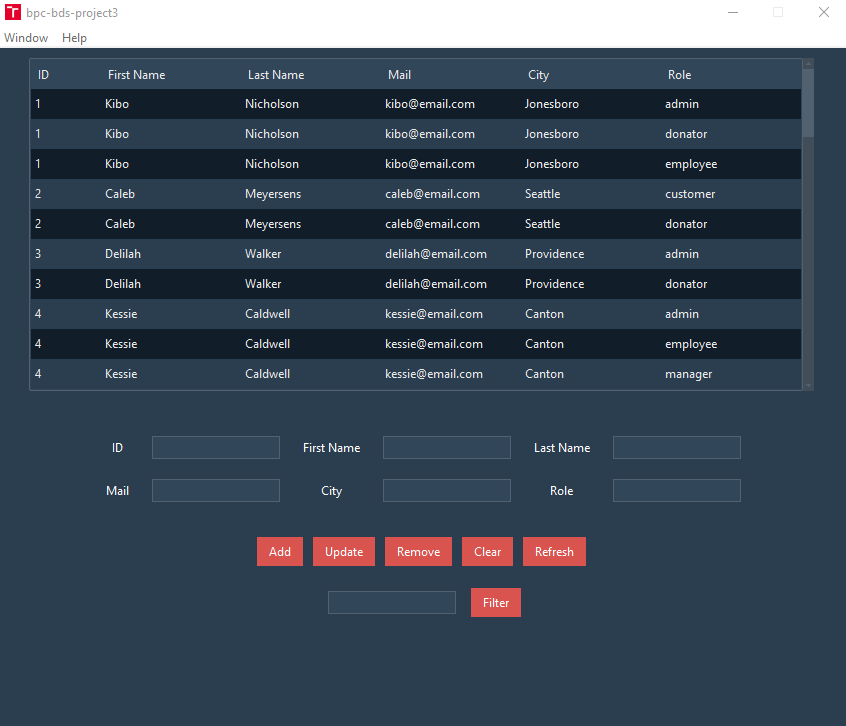 T bpc-bds-project3
Window Help
ID First Name Last Name Mail City Role
1 Kibo Nicholson kibo@email.com Jonesboro admin
1 Kibo Nicholson kibo@email.com Jonesboro donator
1 Kibo Nicholson kibo@email.com Jonesboro employee
2 Caleb Meyersens caleb@email.com Seattle customer
2 Caleb Meyersens caleb@email.com Seattle donator
3 Delilah Walker delilah@email.com Providence admin
3 Delilah Walker delilah@email.com Providence donator
4 Kessie Caldwell kessie@email.com Canton admin
4 Kessie Caldwell kessie@email.com Canton employee
4 Kessie Caldwell kessie@email.com Canton manager
ID First Name Last Name
Mail City Role
Add Update Remove Clear Refresh
Filter